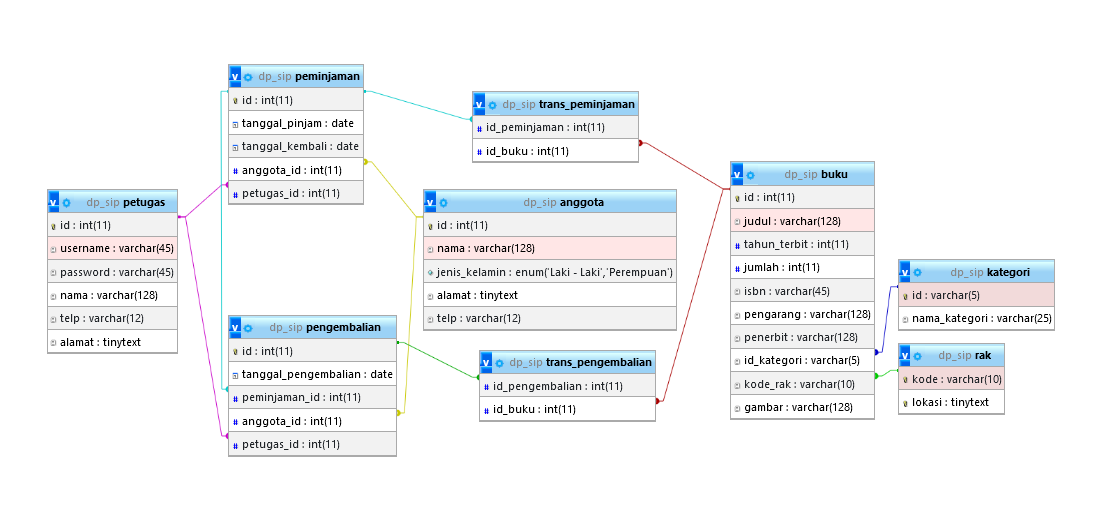 dp_sip peminjaman
id : int(11)
tanggal_pinjam : date
tanggal_kembali : date
# anggota_id : int(11)
# petugas_id : int(11)
dp_sip trans_peminjaman
# id_peminjaman : int(11)
# id_buku : int(11)
dp_sip petugas
id : int(11)
username : varchar(45)
password : varchar(45)
nama : varchar(128)
telp : varchar(12)
alamat : tinytext
dp_sip anggota
id : int(11)
nama : varchar(128)
jenis_kelamin : enum('Laki - Laki','Perempuan')
alamat : tinytext
telp : varchar(12)
dp_sip pengembalian
id : int(11)
tanggal_pengembalian : date
# peminjaman_id : int(11)
# anggota_id : int(11)
# petugas_id : int(11)
dp_sip trans_pengembalian
# id_pengembalian : int(11)
# id_buku : int(11)
dp_sip buku
id : int(11)
judul : varchar(128)
# tahun_terbit : int(11)
# jumlah : int(11)
isbn : varchar(45)
pengarang : varchar(128)
penerbit : varchar(128)
id_kategori : varchar(5)
kode_rak : varchar(10)
gambar : varchar(128)
dp_sip kategori
id : varchar(5)
nama_kategori : varchar(25)
dp_sip rak
kode : varchar(10)
lokasi : tinytext